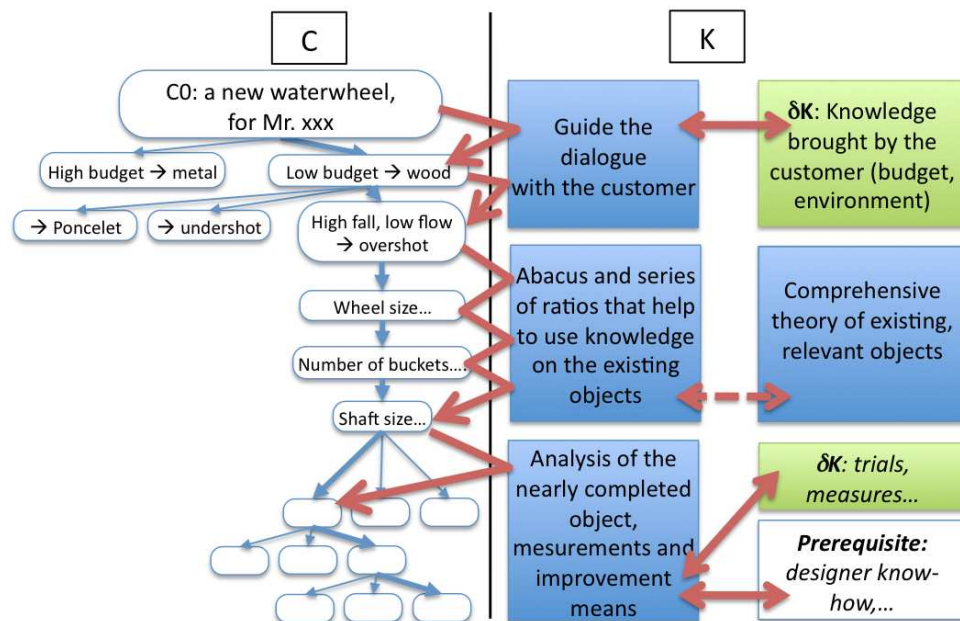 C
K
C0: a new waterwheel,
for Mr. xxx
High budget → metal
Low budget → wood
→ Poncelet
→ undershot
High fall, low flow
→ overshot
Wheel size...
Number of buckets....
Shaft size...
Guide the
dialogue
with the customer
δK: Knowledge
brought by the
customer (budget,
environment)
Abacus and series
of ratios that help
to use knowledge
on the existing
objects
Comprehensive
theory of existing,
relevant objects
Analysis of the
nearly completed
object,
mesurements and
improvement
means
δK: trials,
measures...
Prerequisite:
designer know-
how,...